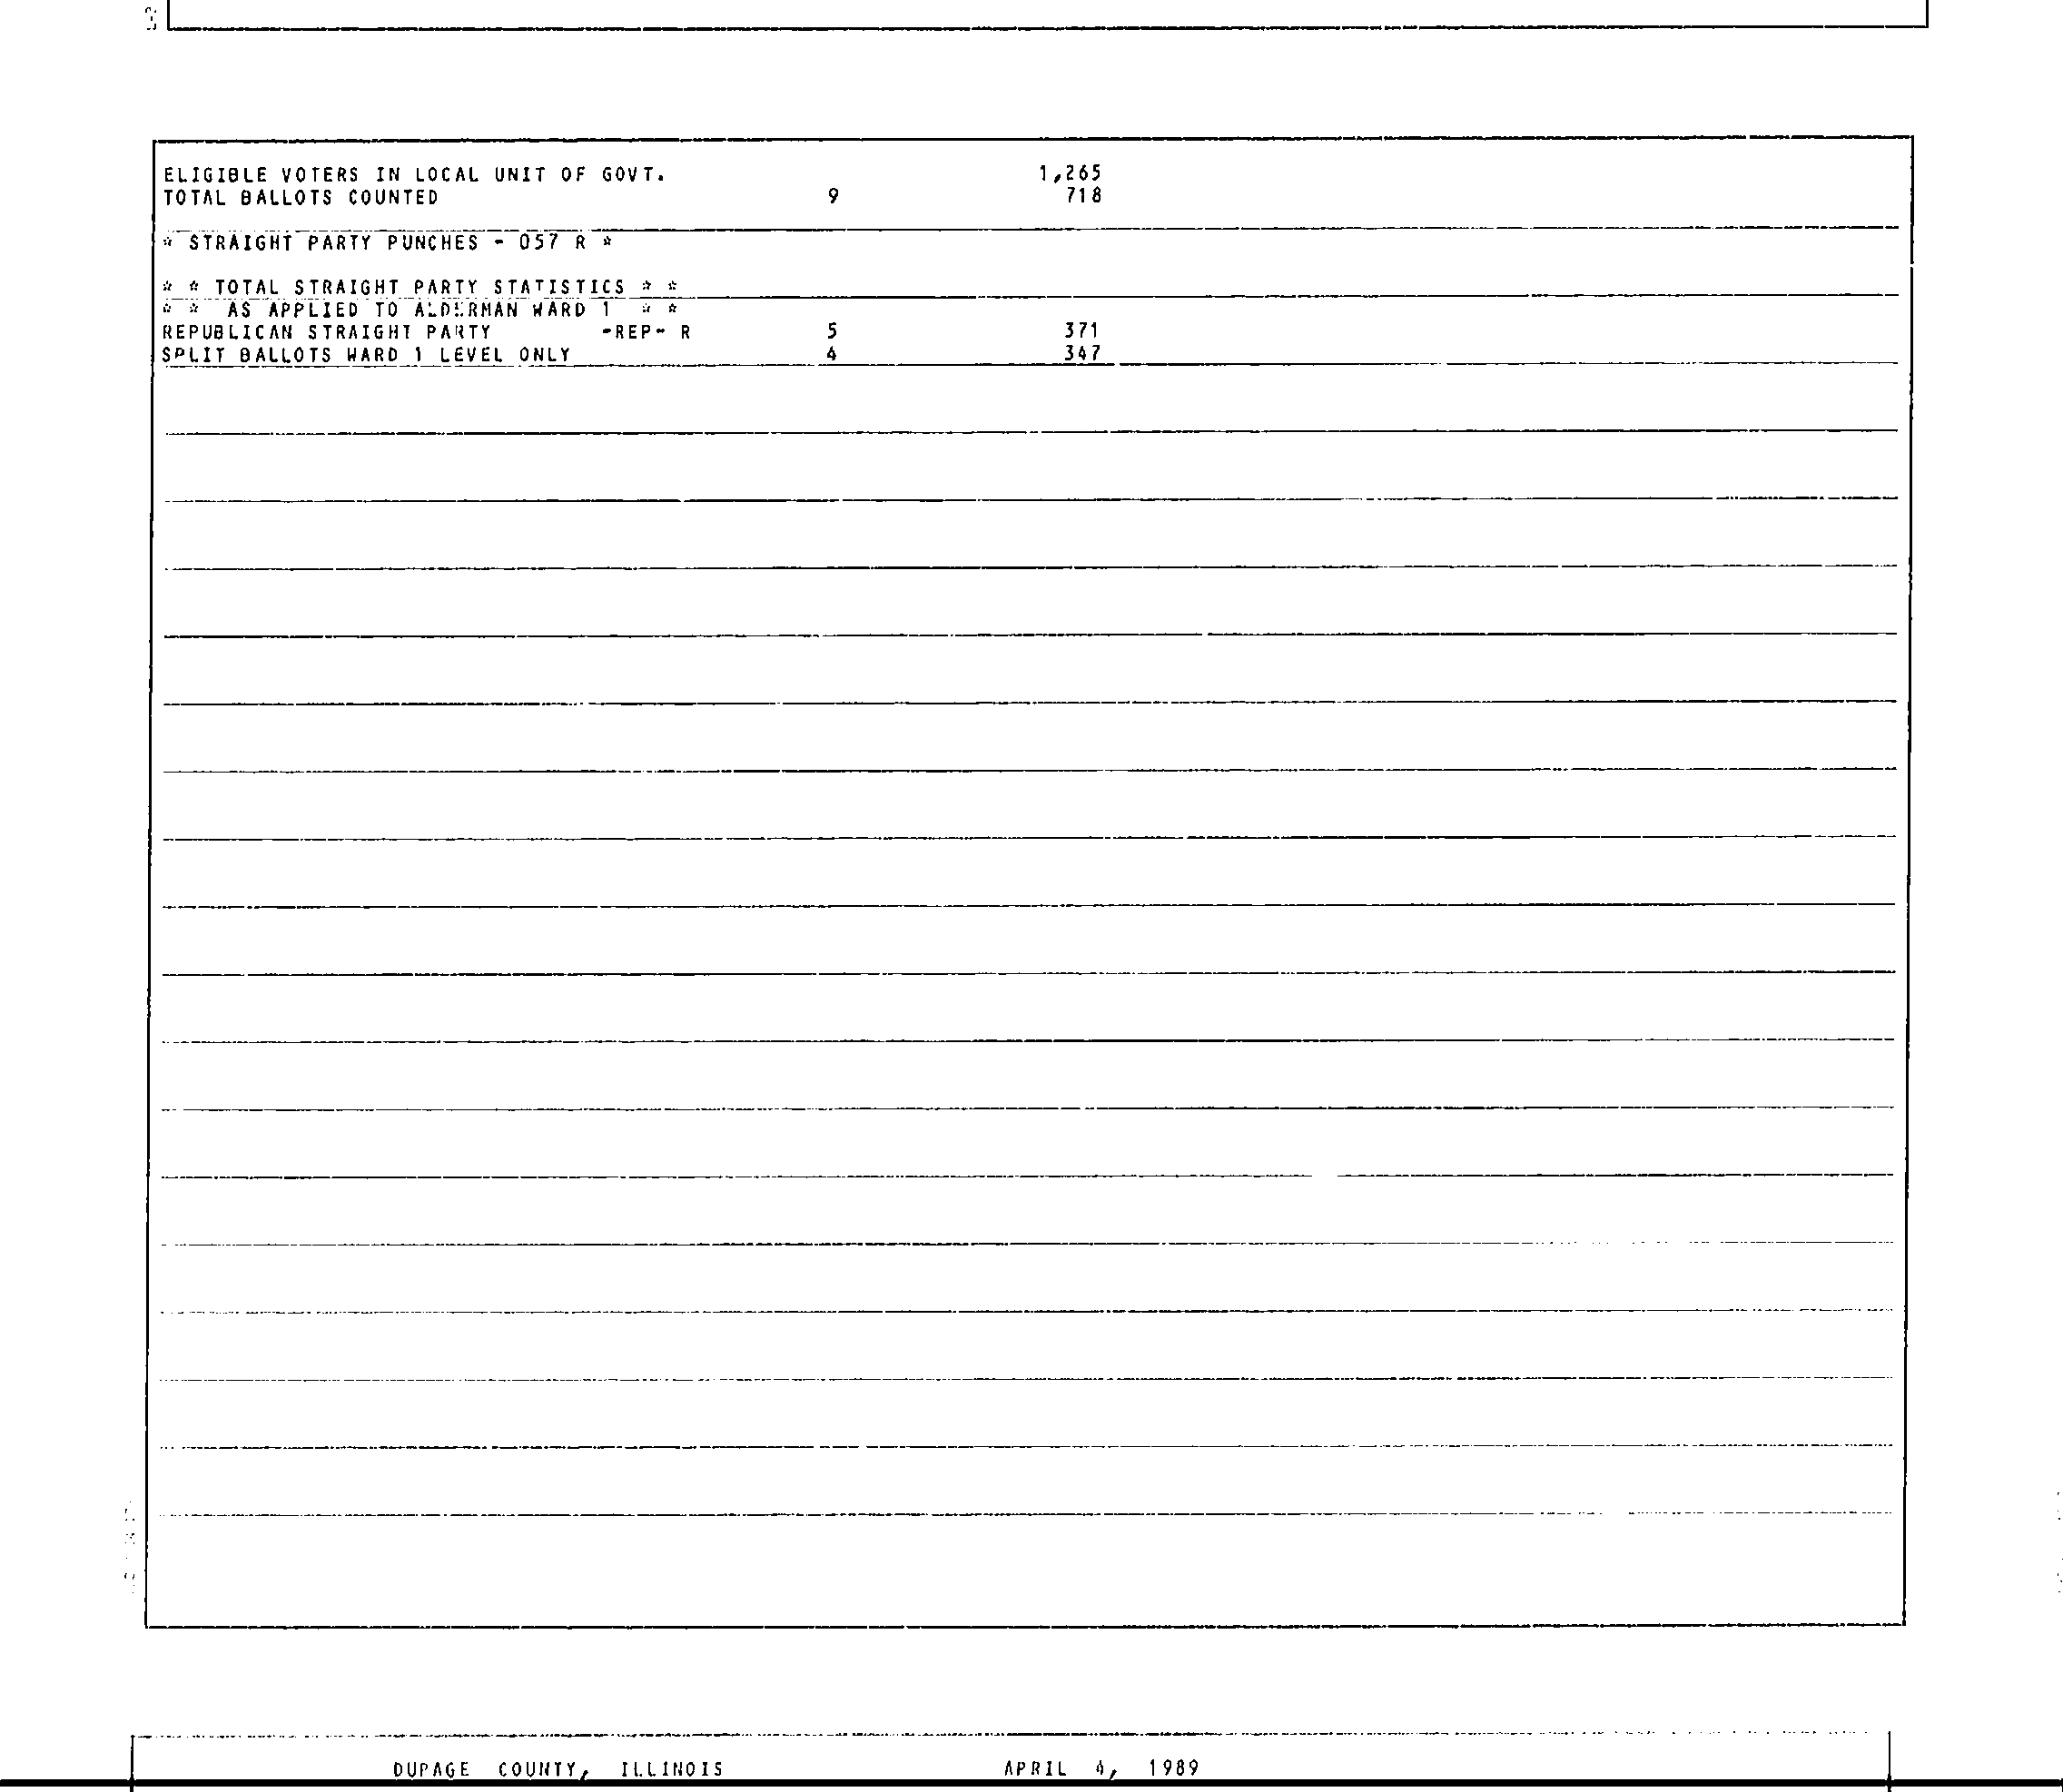 ELIGIBLE VOTERS IN LOCAL UNIT OF GOVT. 1,265
TOTAL BALLOTS COUNTED 9 718
* STRAIGHT PARTY PUNCHES - 057 R *
* * TOTAL STRAIGHT PARTY STATISTICS * *
* * AS APPLIED TO ALDERMAN WARD 1 * *
REPUBLICAN STRAIGHT PARTY -REP- R 5 371
SPLIT BALLOTS WARD 1 LEVEL ONLY 4 347
DUPAGE COUNTY, ILLINOIS APRIL 4, 1989